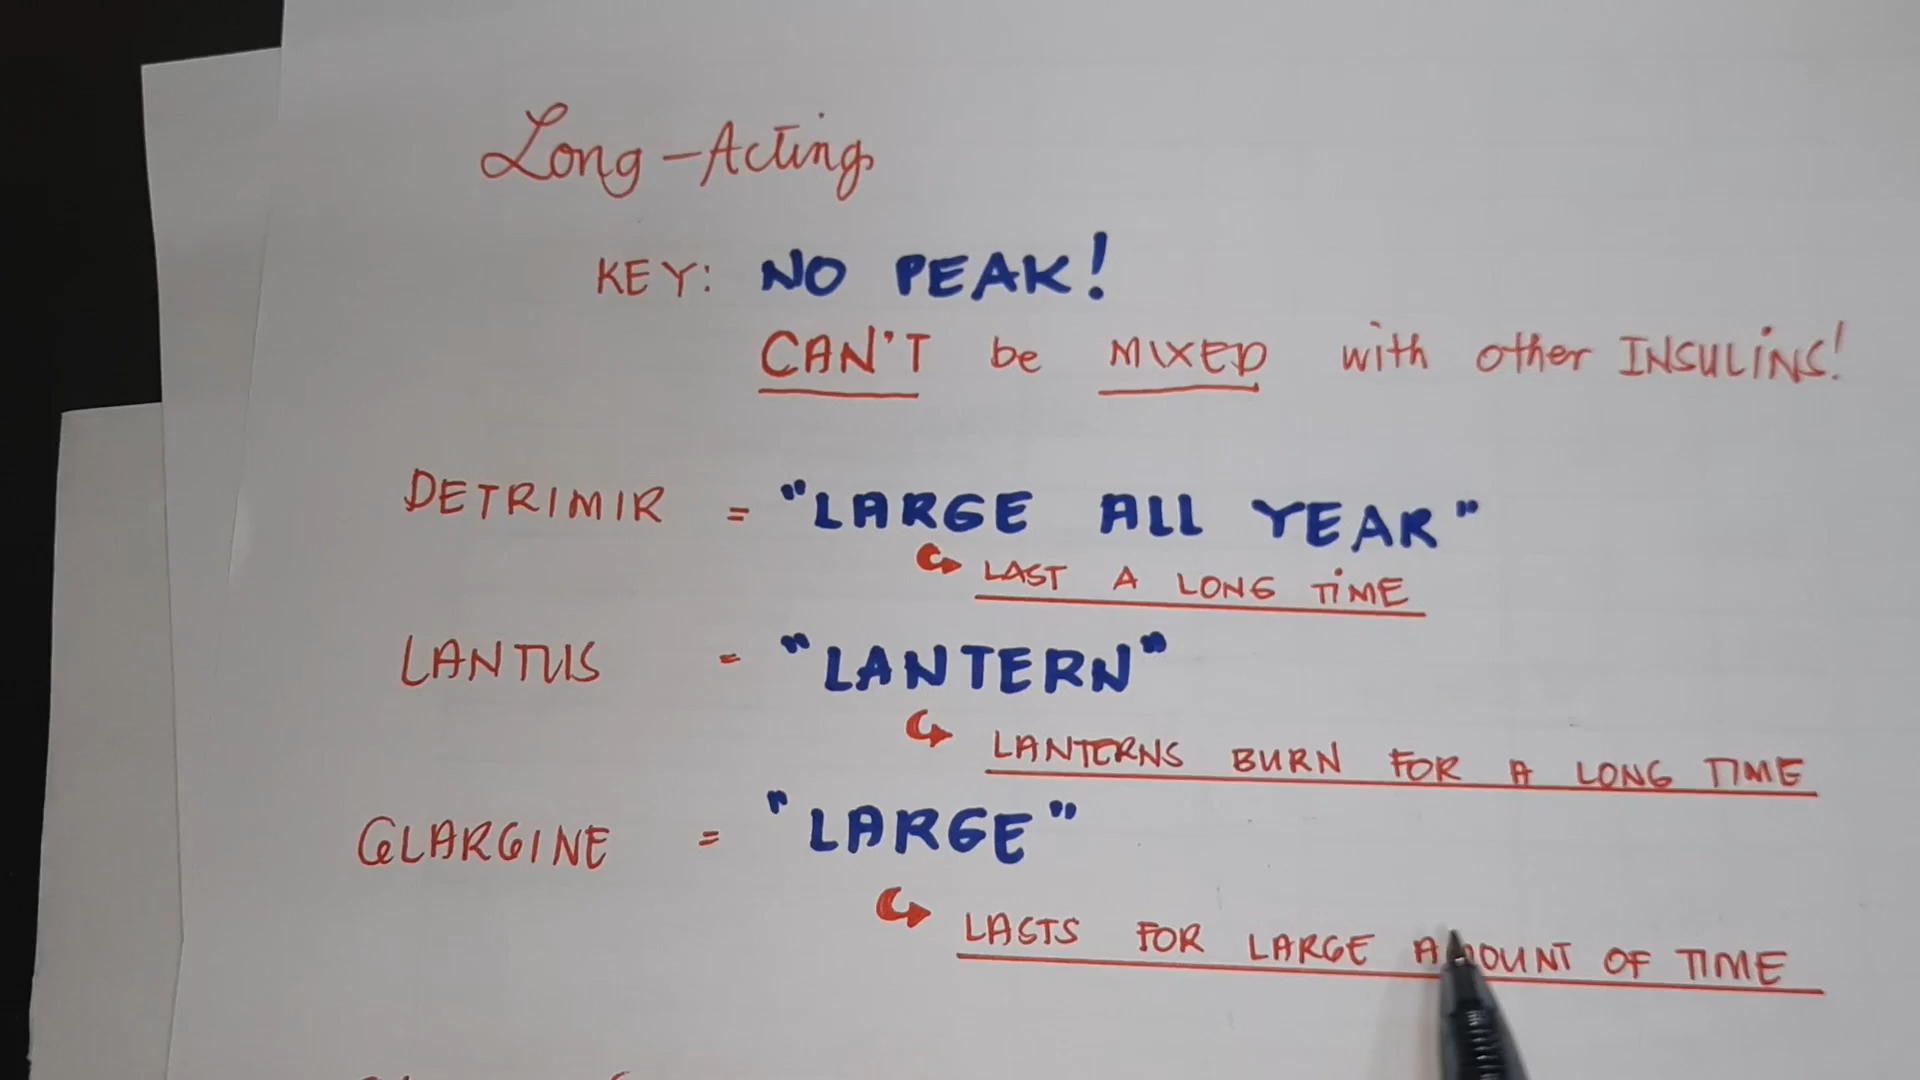 Long-Acting
KEY: NO PEAK!
CAN'T be MIXED with other INSULINS!
DETRIMIR = "LARGE ALL YEAR"
LAST A LONG TIME
LANTUS = "LANTERN"
LANTERNS BURN FOR A LONG TIME
GLARGINE = "LARGE"
LASTS FOR LARGE AMOUNT OF TIME